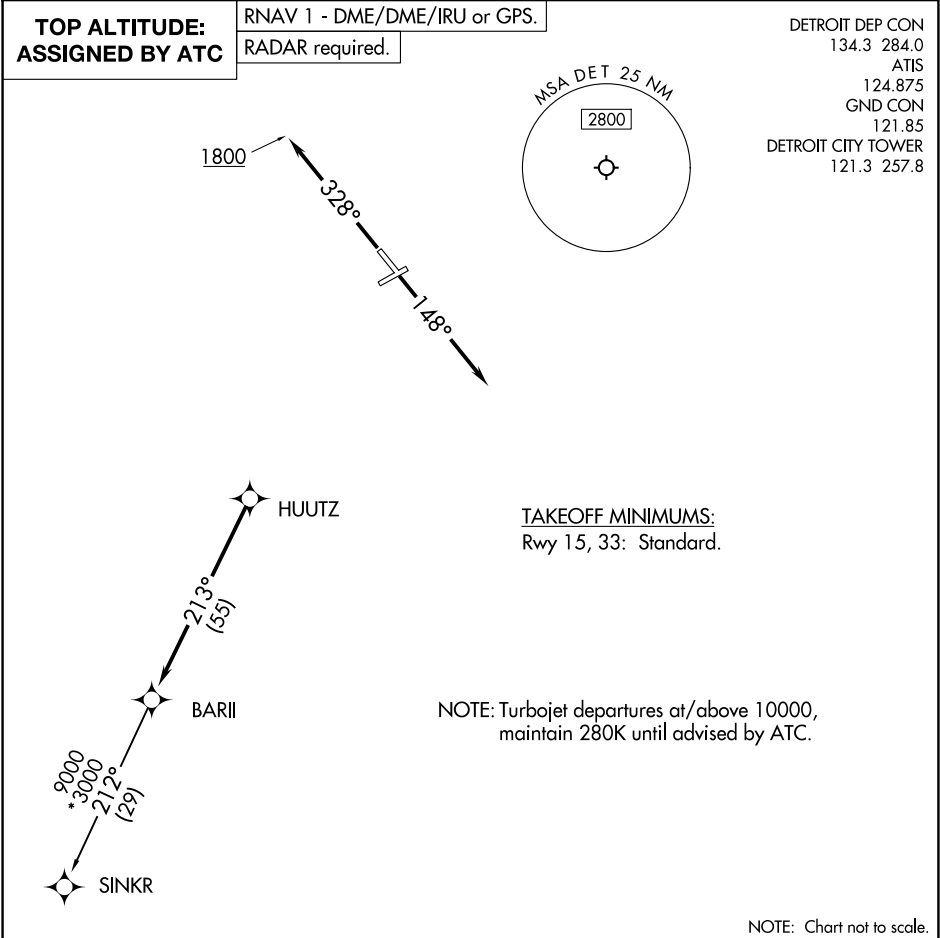 TOP ALTITUDE:
ASSIGNED BY ATC
RNAV 1 - DME/DME/IRU or GPS.
RADAR required.
DETROIT DEP CON
134.3 284.0
ATIS
124.875
GND CON
121.85
DETROIT CITY TOWER
121.3 257.8
MSA DET 25 NM
2800
1800
328°
148°
HUUTZ
TAKEOFF MINIMUMS:
Rwy 15, 33: Standard.
213°
(55)
BARII
NOTE: Turbojet departures at/above 10000,
maintain 280K until advised by ATC.
9000
*3000
212°
(29)
SINKR
NOTE: Chart not to scale.